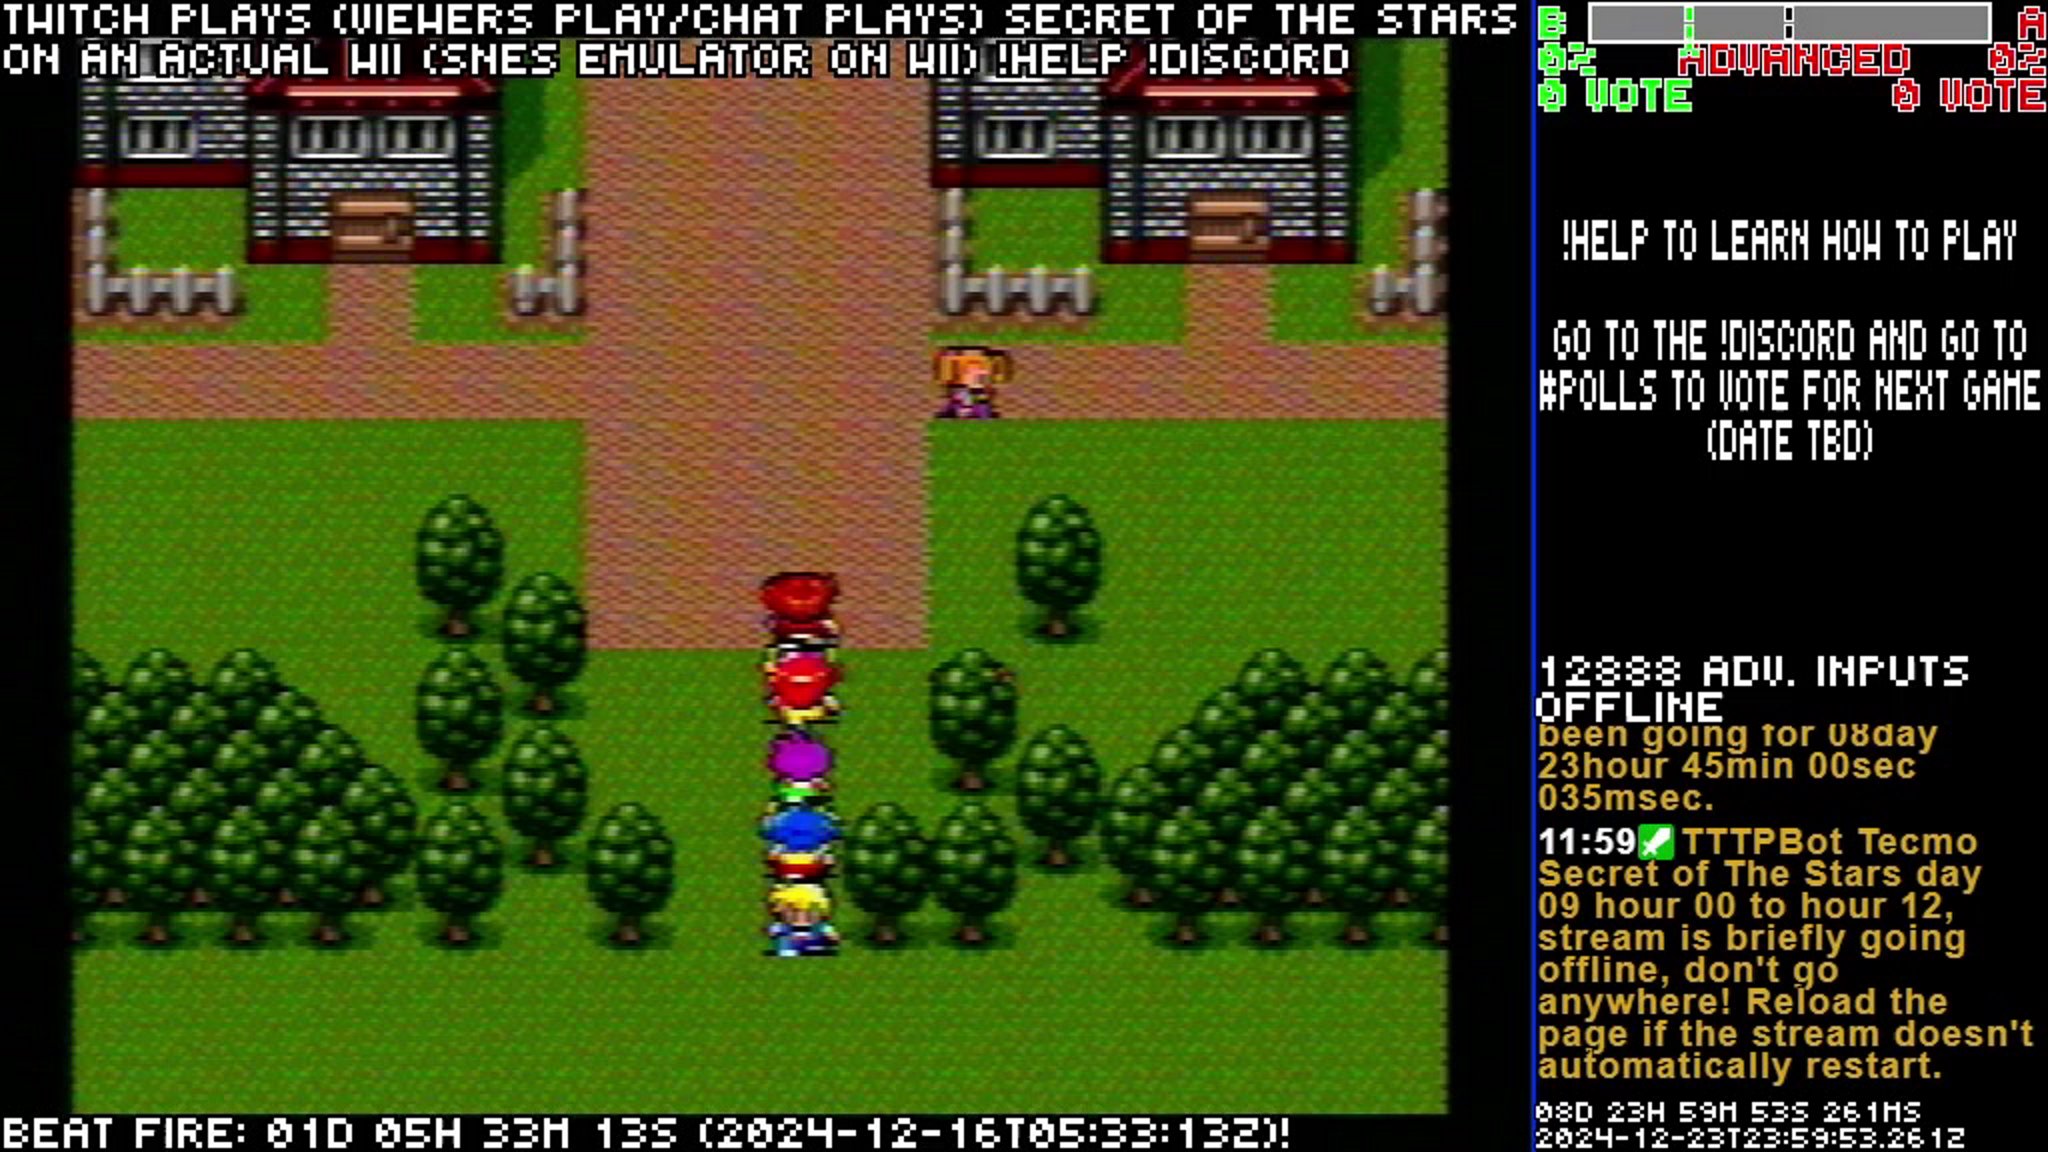 TWITCH PLAYS (VIEWERS PLAY/CHAT PLAYS) SECRET OF THE STARS
ON AN ACTUAL WII (SNES EMULATOR ON WII) !HELP !DISCORD
B A
0% ADVANCED 0%
0 VOTE 0 VOTE
!HELP TO LEARN HOW TO PLAY
GO TO THE !DISCORD AND GO TO
#POLLS TO VOTE FOR NEXT GAME
(DATE TBD)
12888 ADV. INPUTS
OFFLINE
been going for 08day
23hour 45min 00sec
035msec.
11:59 TTTPBot Tecmo
Secret of The Stars day
09 hour 00 to hour 12,
stream is briefly going
offline, don't go
anywhere! Reload the
page if the stream doesn't
automatically restart.
08D 23H 59M 53S 261MS
2024-12-23T23:59:53.261Z
BEAT FIRE: 01D 05H 33M 13S (2024-12-16T05:33:13Z)!